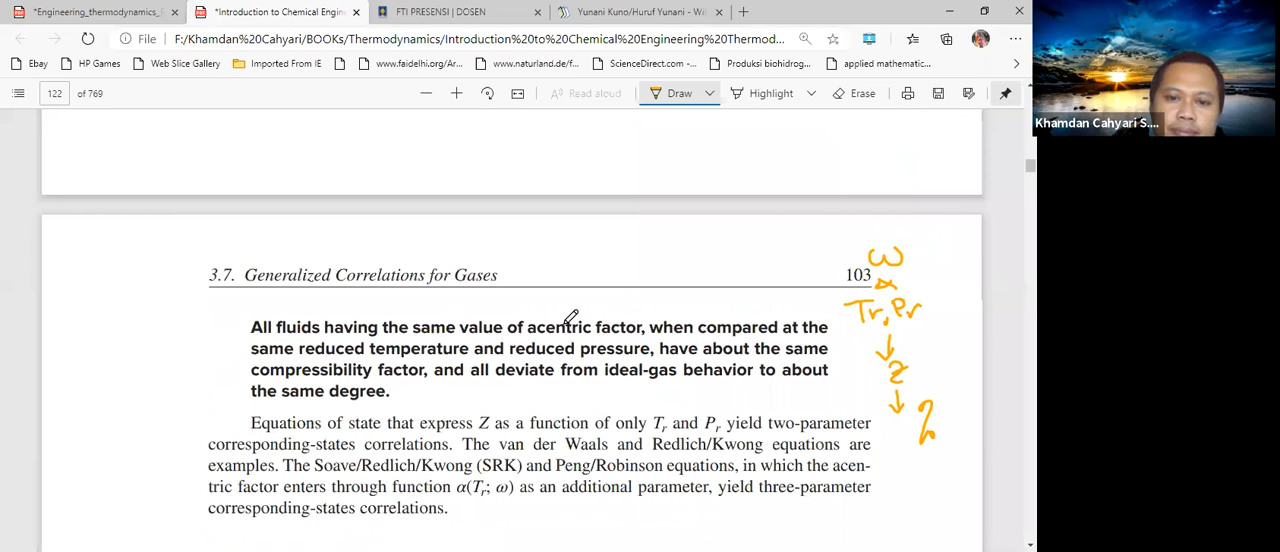 *Engineering_thermodynamics_
*Introduction to Chemical Engin
FTI PRESENSI | DOSEN
Yunani Kuno/Huruf Yunani - Wi
File
F:/Khamdan%20Cahyari/BOOKs/Thermodynamics/Introduction%20to%20Chemical%20Engineering%20Thermod...
Ebay
HP Games
Web Slice Gallery
Imported From IE
www.faidelh.org/Ar...
www.naturland.de/f...
ScienceDirect.com -...
Produksi biohidrog...
applied mathematic...
122 of 769
Read aloud
Draw
Highlight
Erase
Khamdan Cahyari S....
ω
3.7. Generalized Correlations for Gases 103
Tr, Pr
All fluids having the same value of acentric factor, when compared at the
same reduced temperature and reduced pressure, have about the same
compressibility factor, and all deviate from ideal-gas behavior to about
the same degree.
Z
Equations of state that express Z as a function of only Tr and Pr yield two-parameter
corresponding-states correlations. The van der Waals and Redlich/Kwong equations are
examples. The Soave/Redlich/Kwong (SRK) and Peng/Robinson equations, in which the acen-
tric factor enters through function α(Tr; ω) as an additional parameter, yield three-parameter
corresponding-states correlations.